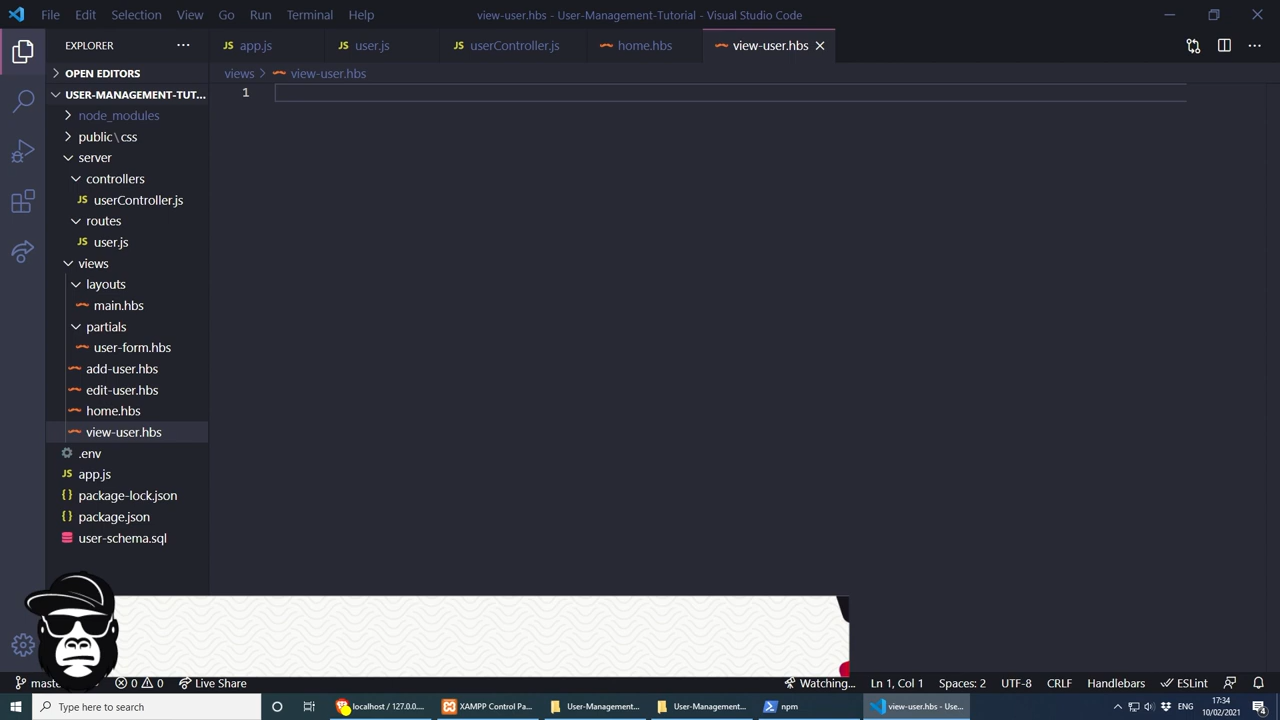 File Edit Selection View Go Run Terminal Help
view-user.hbs - User-Management-Tutorial - Visual Studio Code
EXPLORER
app.js
user.js
userController.js
home.hbs
view-user.hbs
OPEN EDITORS
views
view-user.hbs
USER-MANAGEMENT-TUT...
1
node_modules
public\css
server
controllers
JS userController.js
routes
JS user.js
views
layouts
main.hbs
partials
user-form.hbs
add-user.hbs
edit-user.hbs
home.hbs
view-user.hbs
.env
JS app.js
{} package-lock.json
{} package.json
user-schema.sql
0 0 Live Share
Watching...
Ln 1, Col 1 Spaces: 2 UTF-8 CRLF Handlebars ESLint
Type here to search
localhost / 127.0.0....
XAMPP Control Pa...
User-Management...
User-Management...
npm
view-user.hbs - Use...
ENG
17:34
10/02/2021